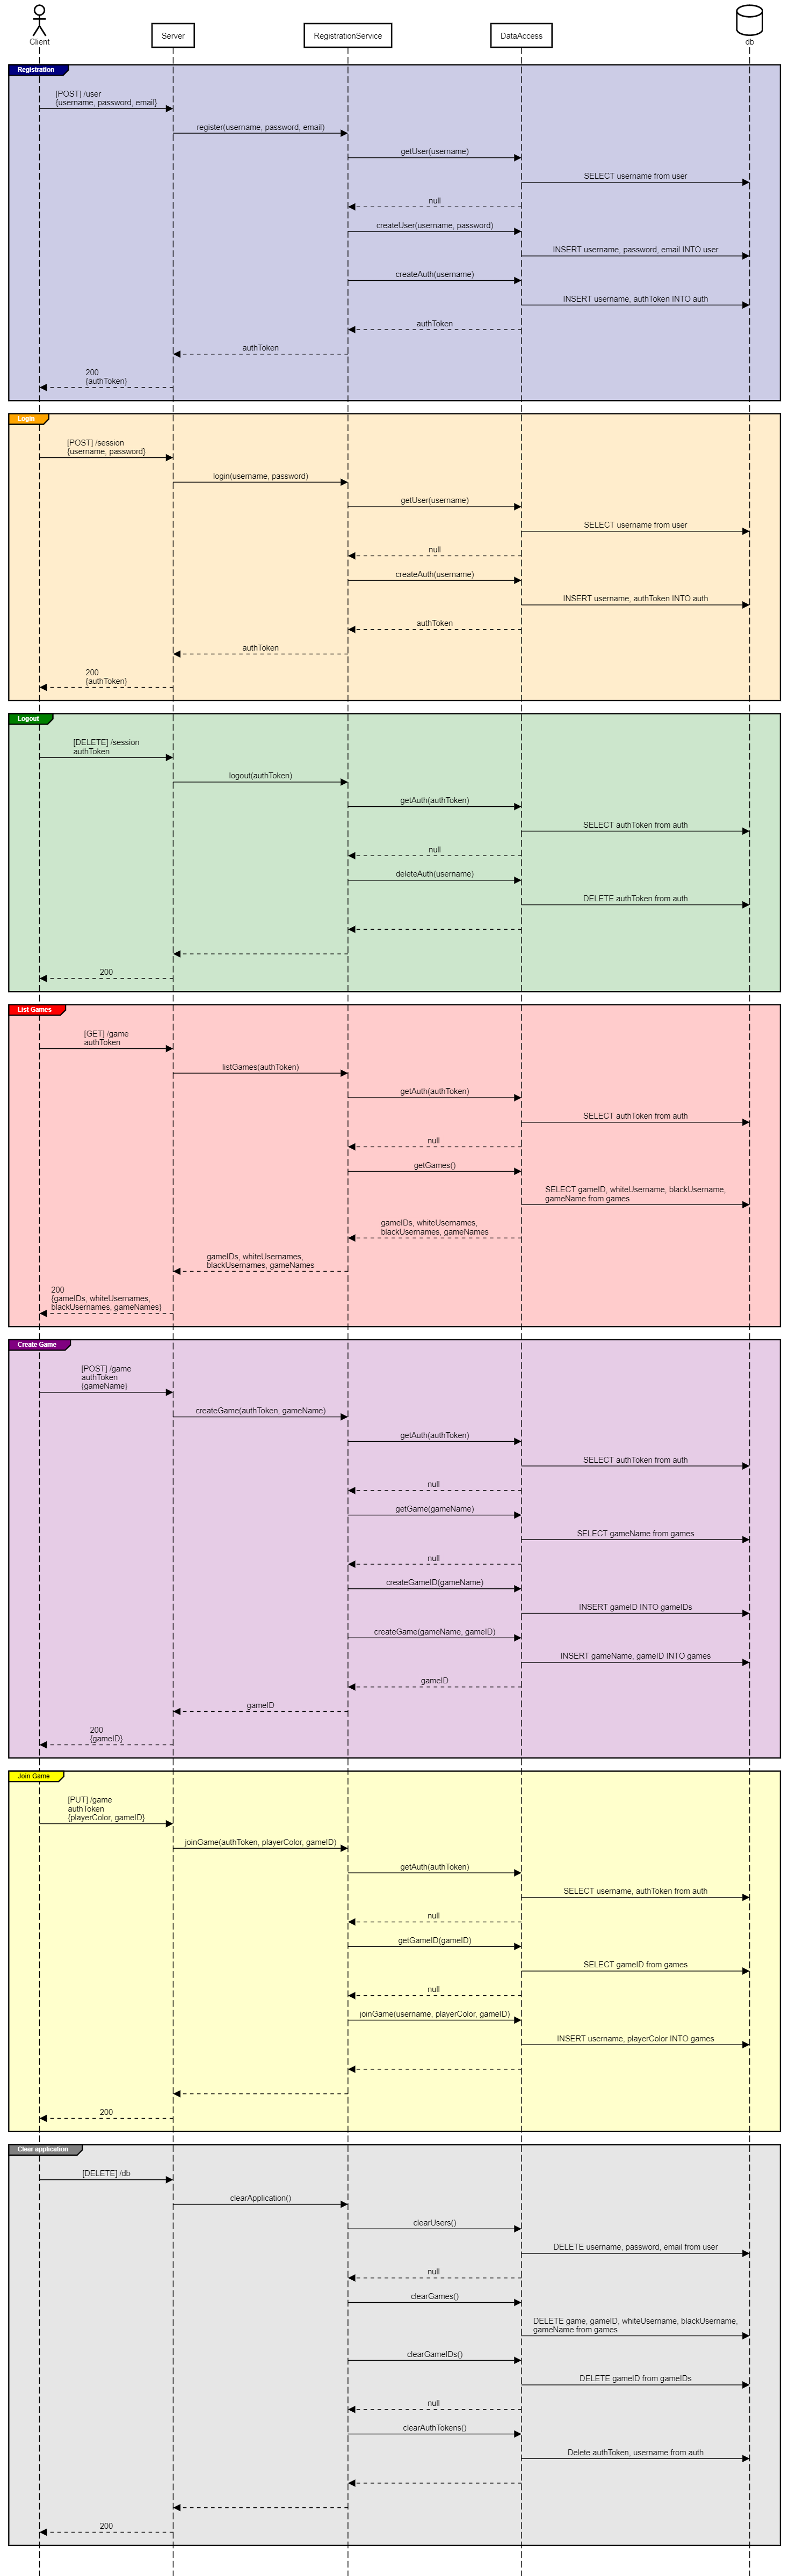 Client
Server
RegistrationService
DataAccess
db
Registration
[POST] /user
{username, password, email}
register(username, password, email)
getUser(username)
SELECT username from user
null
createUser(username, password)
INSERT username, password, email INTO user
createAuth(username)
INSERT username, authToken INTO auth
authToken
authToken
200
{authToken}
Login
[POST] /session
{username, password}
login(username, password)
getUser(username)
SELECT username from user
null
createAuth(username)
INSERT username, authToken INTO auth
authToken
authToken
200
{authToken}
Logout
[DELETE] /session
authToken
logout(authToken)
getAuth(authToken)
SELECT authToken from auth
null
deleteAuth(username)
DELETE authToken from auth
200
List Games
[GET] /game
authToken
listGames(authToken)
getAuth(authToken)
SELECT authToken from auth
null
getGames()
SELECT gameID, whiteUsername, blackUsername,
gameName from games
gameIDs, whiteUsernames,
blackUsernames, gameNames
gameIDs, whiteUsernames,
blackUsernames, gameNames
200
{gameIDs, whiteUsernames,
blackUsernames, gameNames}
Create Game
[POST] /game
authToken
{gameName}
createGame(authToken, gameName)
getAuth(authToken)
SELECT authToken from auth
null
getGame(gameName)
SELECT gameName from games
null
createGameID(gameName)
INSERT gameID INTO gameIDs
createGame(gameName, gameID)
INSERT gameName, gameID INTO games
gameID
gameID
200
{gameID}
Join Game
[PUT] /game
authToken
{playerColor, gameID}
joinGame(authToken, playerColor, gameID)
getAuth(authToken)
SELECT username, authToken from auth
null
getGameID(gameID)
SELECT gameID from games
null
joinGame(username, playerColor, gameID)
INSERT username, playerColor INTO games
200
Clear application
[DELETE] /db
clearApplication()
clearUsers()
DELETE username, password, email from user
null
clearGames()
DELETE game, gameID, whiteUsername, blackUsername,
gameName from games
clearGameIDs()
DELETE gameID from gameIDs
null
clearAuthTokens()
Delete authToken, username from auth
200